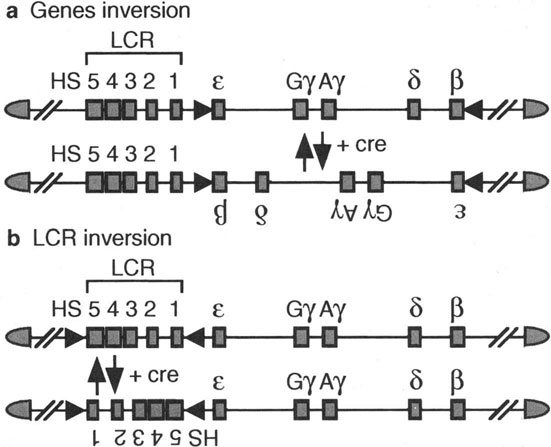 a Genes inversion
LCR
HS 5 4 3 2 1 ε Gγ Aγ δ β
+ cre
HS 5 4 3 2 1
β δ Aγ Gγ ε
b LCR inversion
LCR
HS 5 4 3 2 1 ε Gγ Aγ δ β
+ cre
ε Gγ Aγ δ β
1 2 3 4 5 HS